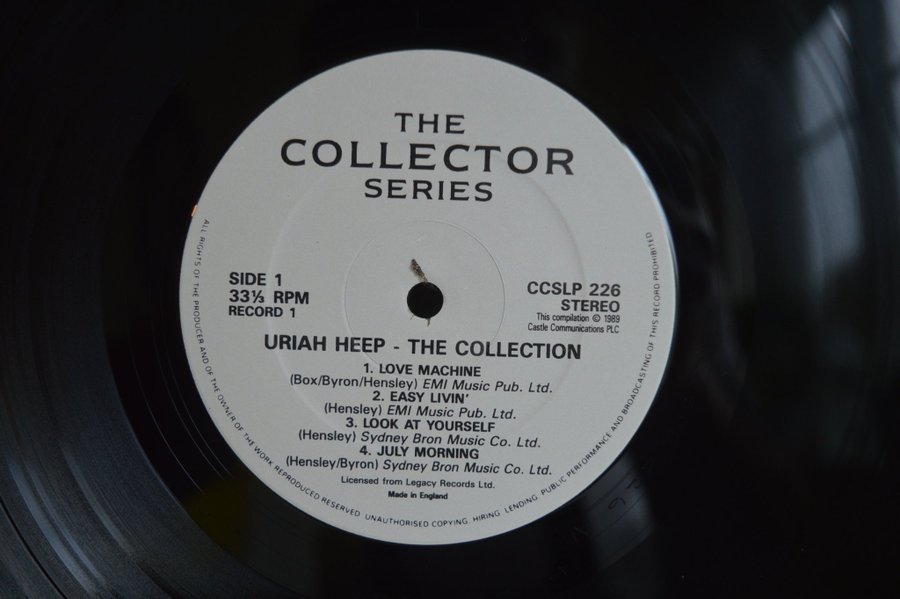 THE
COLLECTOR
SERIES
SIDE 1
33⅓ RPM
RECORD 1
CCSLP 226
STEREO
This compilation © 1989
Castle Communications PLC
URIAH HEEP - THE COLLECTION
1. LOVE MACHINE
(Box/Byron/Hensley) EMI Music Pub. Ltd.
2. EASY LIVIN'
(Hensley) EMI Music Pub. Ltd.
3. LOOK AT YOURSELF
(Hensley) Sydney Bron Music Co. Ltd.
4. JULY MORNING
(Hensley/Byron) Sydney Bron Music Co. Ltd.
Licensed from Legacy Records Ltd.
Made in England
ALL RIGHTS OF THE PRODUCER AND OF THE OWNER OF THE WORK REPRODUCED RESERVED. UNAUTHORISED COPYING, HIRING, LENDING, PUBLIC PERFORMANCE AND BROADCASTING OF THIS RECORD PROHIBITED